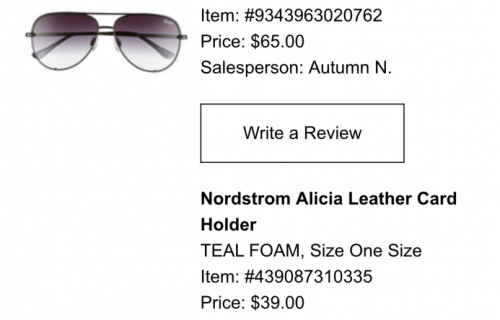 Item: #9343963020762
Price: $65.00
Salesperson: Autumn N.
Write a Review
Nordstrom Alicia Leather Card
Holder
TEAL FOAM, Size One Size
Item: #439087310335
Price: $39.00